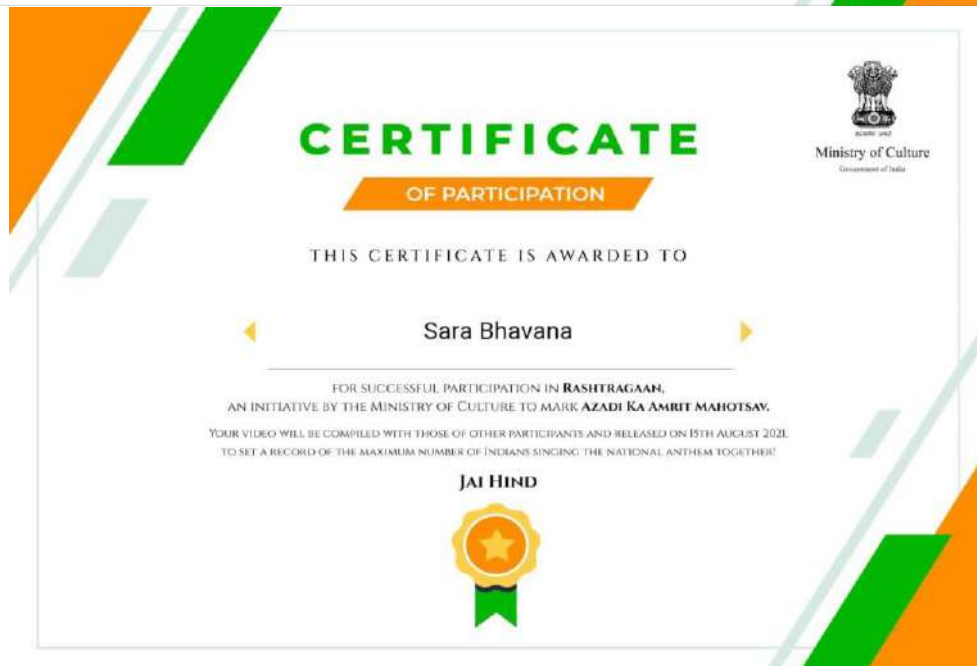 CERTIFICATE
OF PARTICIPATION
Ministry of Culture
Government of India
THIS CERTIFICATE IS AWARDED TO
Sara Bhavana
FOR SUCCESSFUL PARTICIPATION IN RASHTRAGAAN,
AN INITIATIVE BY THE MINISTRY OF CULTURE TO MARK AZADI KA AMRIT MAHOTSAV.
YOUR VIDEO WILL BE COMPILED WITH THOSE OF OTHER PARTICIPANTS AND RELEASED ON 15TH AUGUST 2021,
TO SET A RECORD OF THE MAXIMUM NUMBER OF INDIANS SINGING THE NATIONAL ANTHEM TOGETHER!
JAI HIND